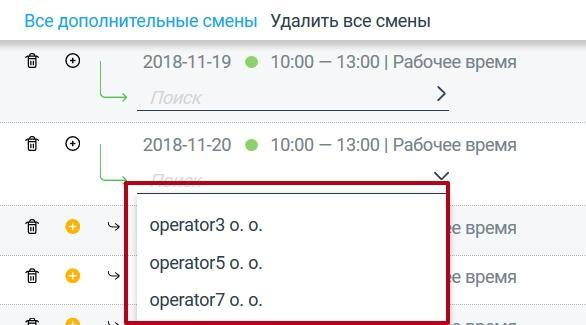 Все дополнительные смены Удалить все смены
2018-11-19 10:00 — 13:00 | Рабочее время
Поиск
2018-11-20 10:00 — 13:00 | Рабочее время
Поиск
operator3 о. о.
е время
operator5 о. о.
е время
operator7 о. о.